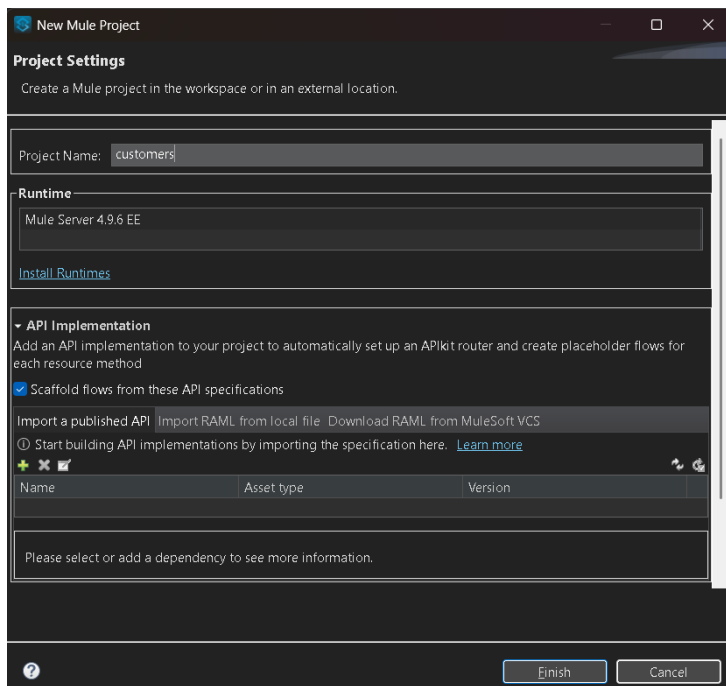 New Mule Project
Project Settings
Create a Mule project in the workspace or in an external location.
Project Name: customers
Runtime
Mule Server 4.9.6 EE
Install Runtimes
API Implementation
Add an API implementation to your project to automatically set up an APIkit router and create placeholder flows for
each resource method
Scaffold flows from these API specifications
Import a published API Import RAML from local file Download RAML from MuleSoft VCS
Start building API implementations by importing the specification here. Learn more
Name Asset type Version
Please select or add a dependency to see more information.
? Finish Cancel